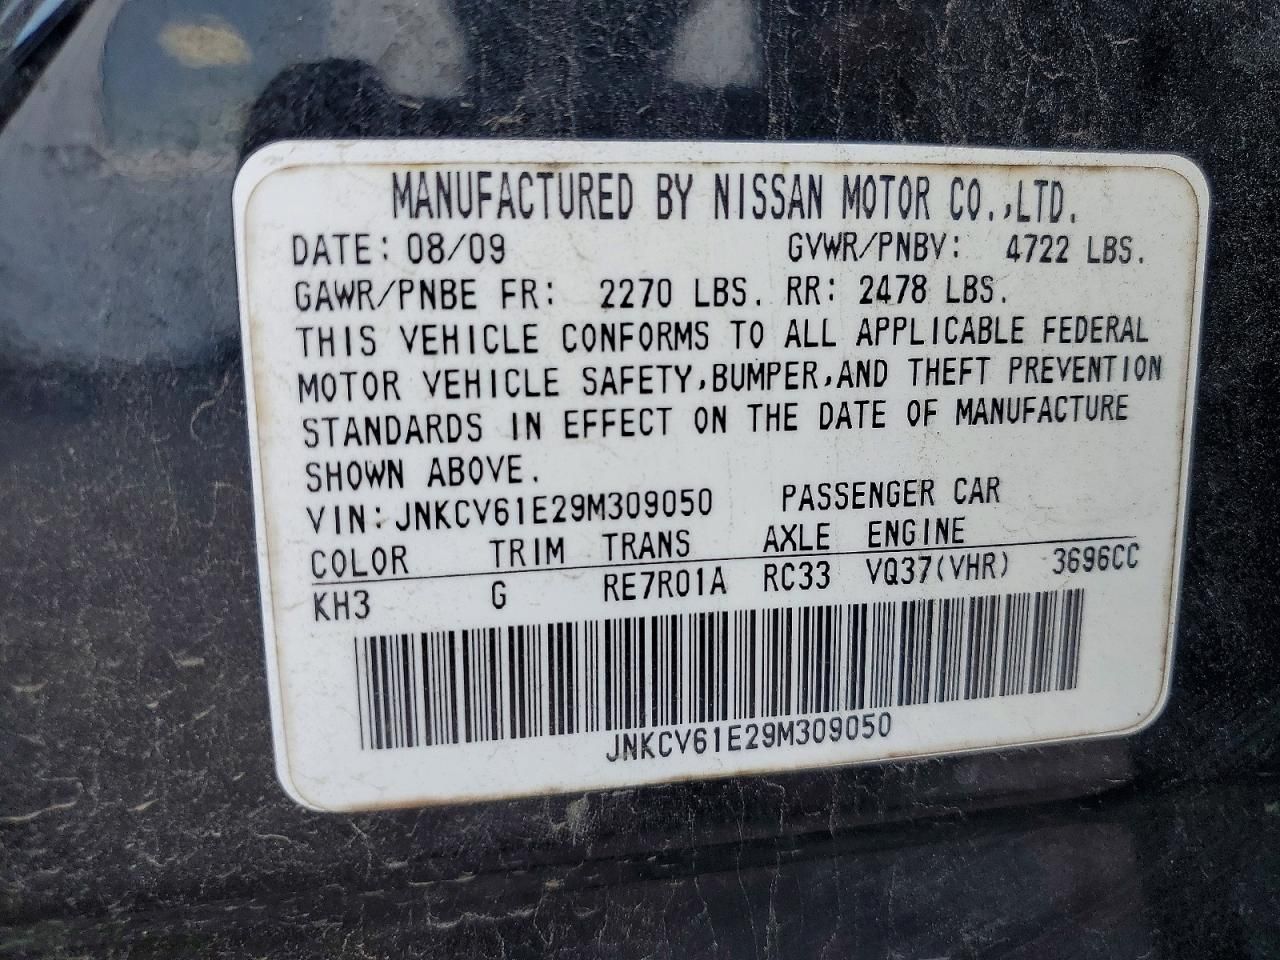 MANUFACTURED BY NISSAN MOTOR CO.,LTD.
DATE: 08/09 GVWR/PNBV: 4722 LBS.
GAWR/PNBE FR: 2270 LBS. RR: 2478 LBS.
THIS VEHICLE CONFORMS TO ALL APPLICABLE FEDERAL
MOTOR VEHICLE SAFETY,BUMPER,AND THEFT PREVENTION
STANDARDS IN EFFECT ON THE DATE OF MANUFACTURE
SHOWN ABOVE.
VIN: JNKCV61E29M309050 PASSENGER CAR
COLOR TRIM TRANS AXLE ENGINE
KH3 G RE7R01A RC33 VQ37(VHR) 3696CC
JNKCV61E29M309050